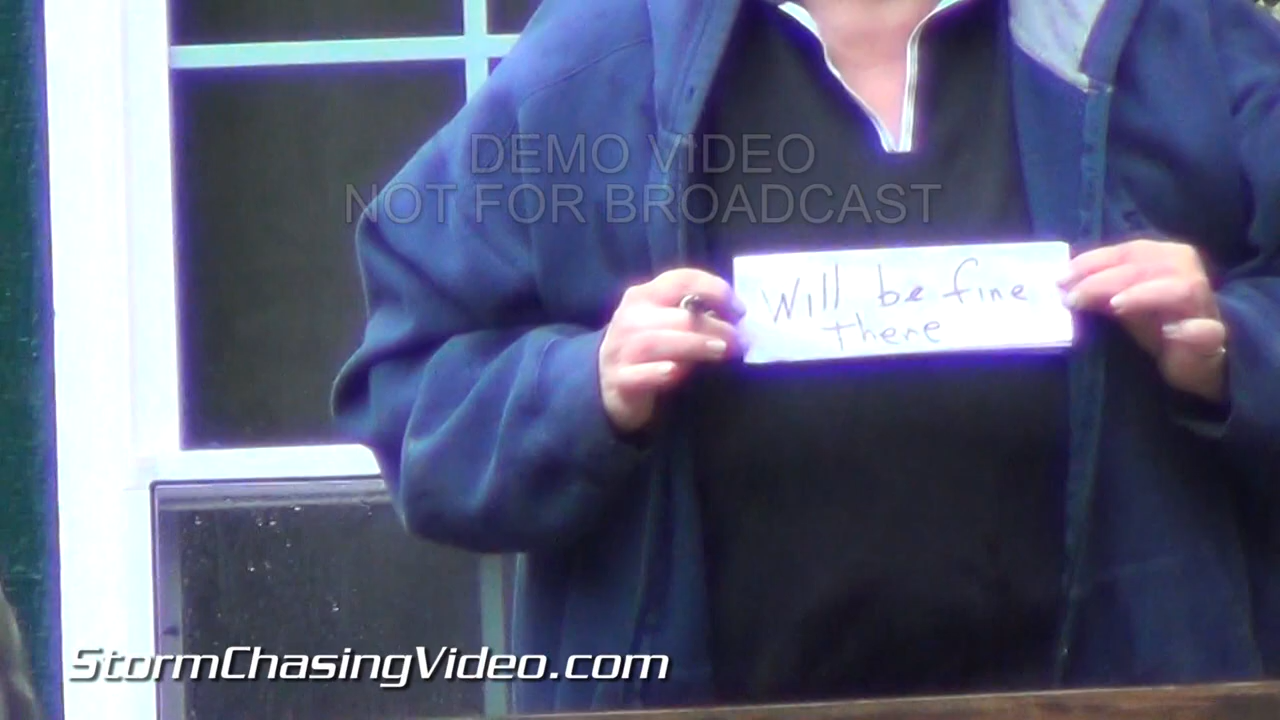 DEMO VIDEO
NOT FOR BROADCAST
Will be fine
there
StormChasingVideo.com